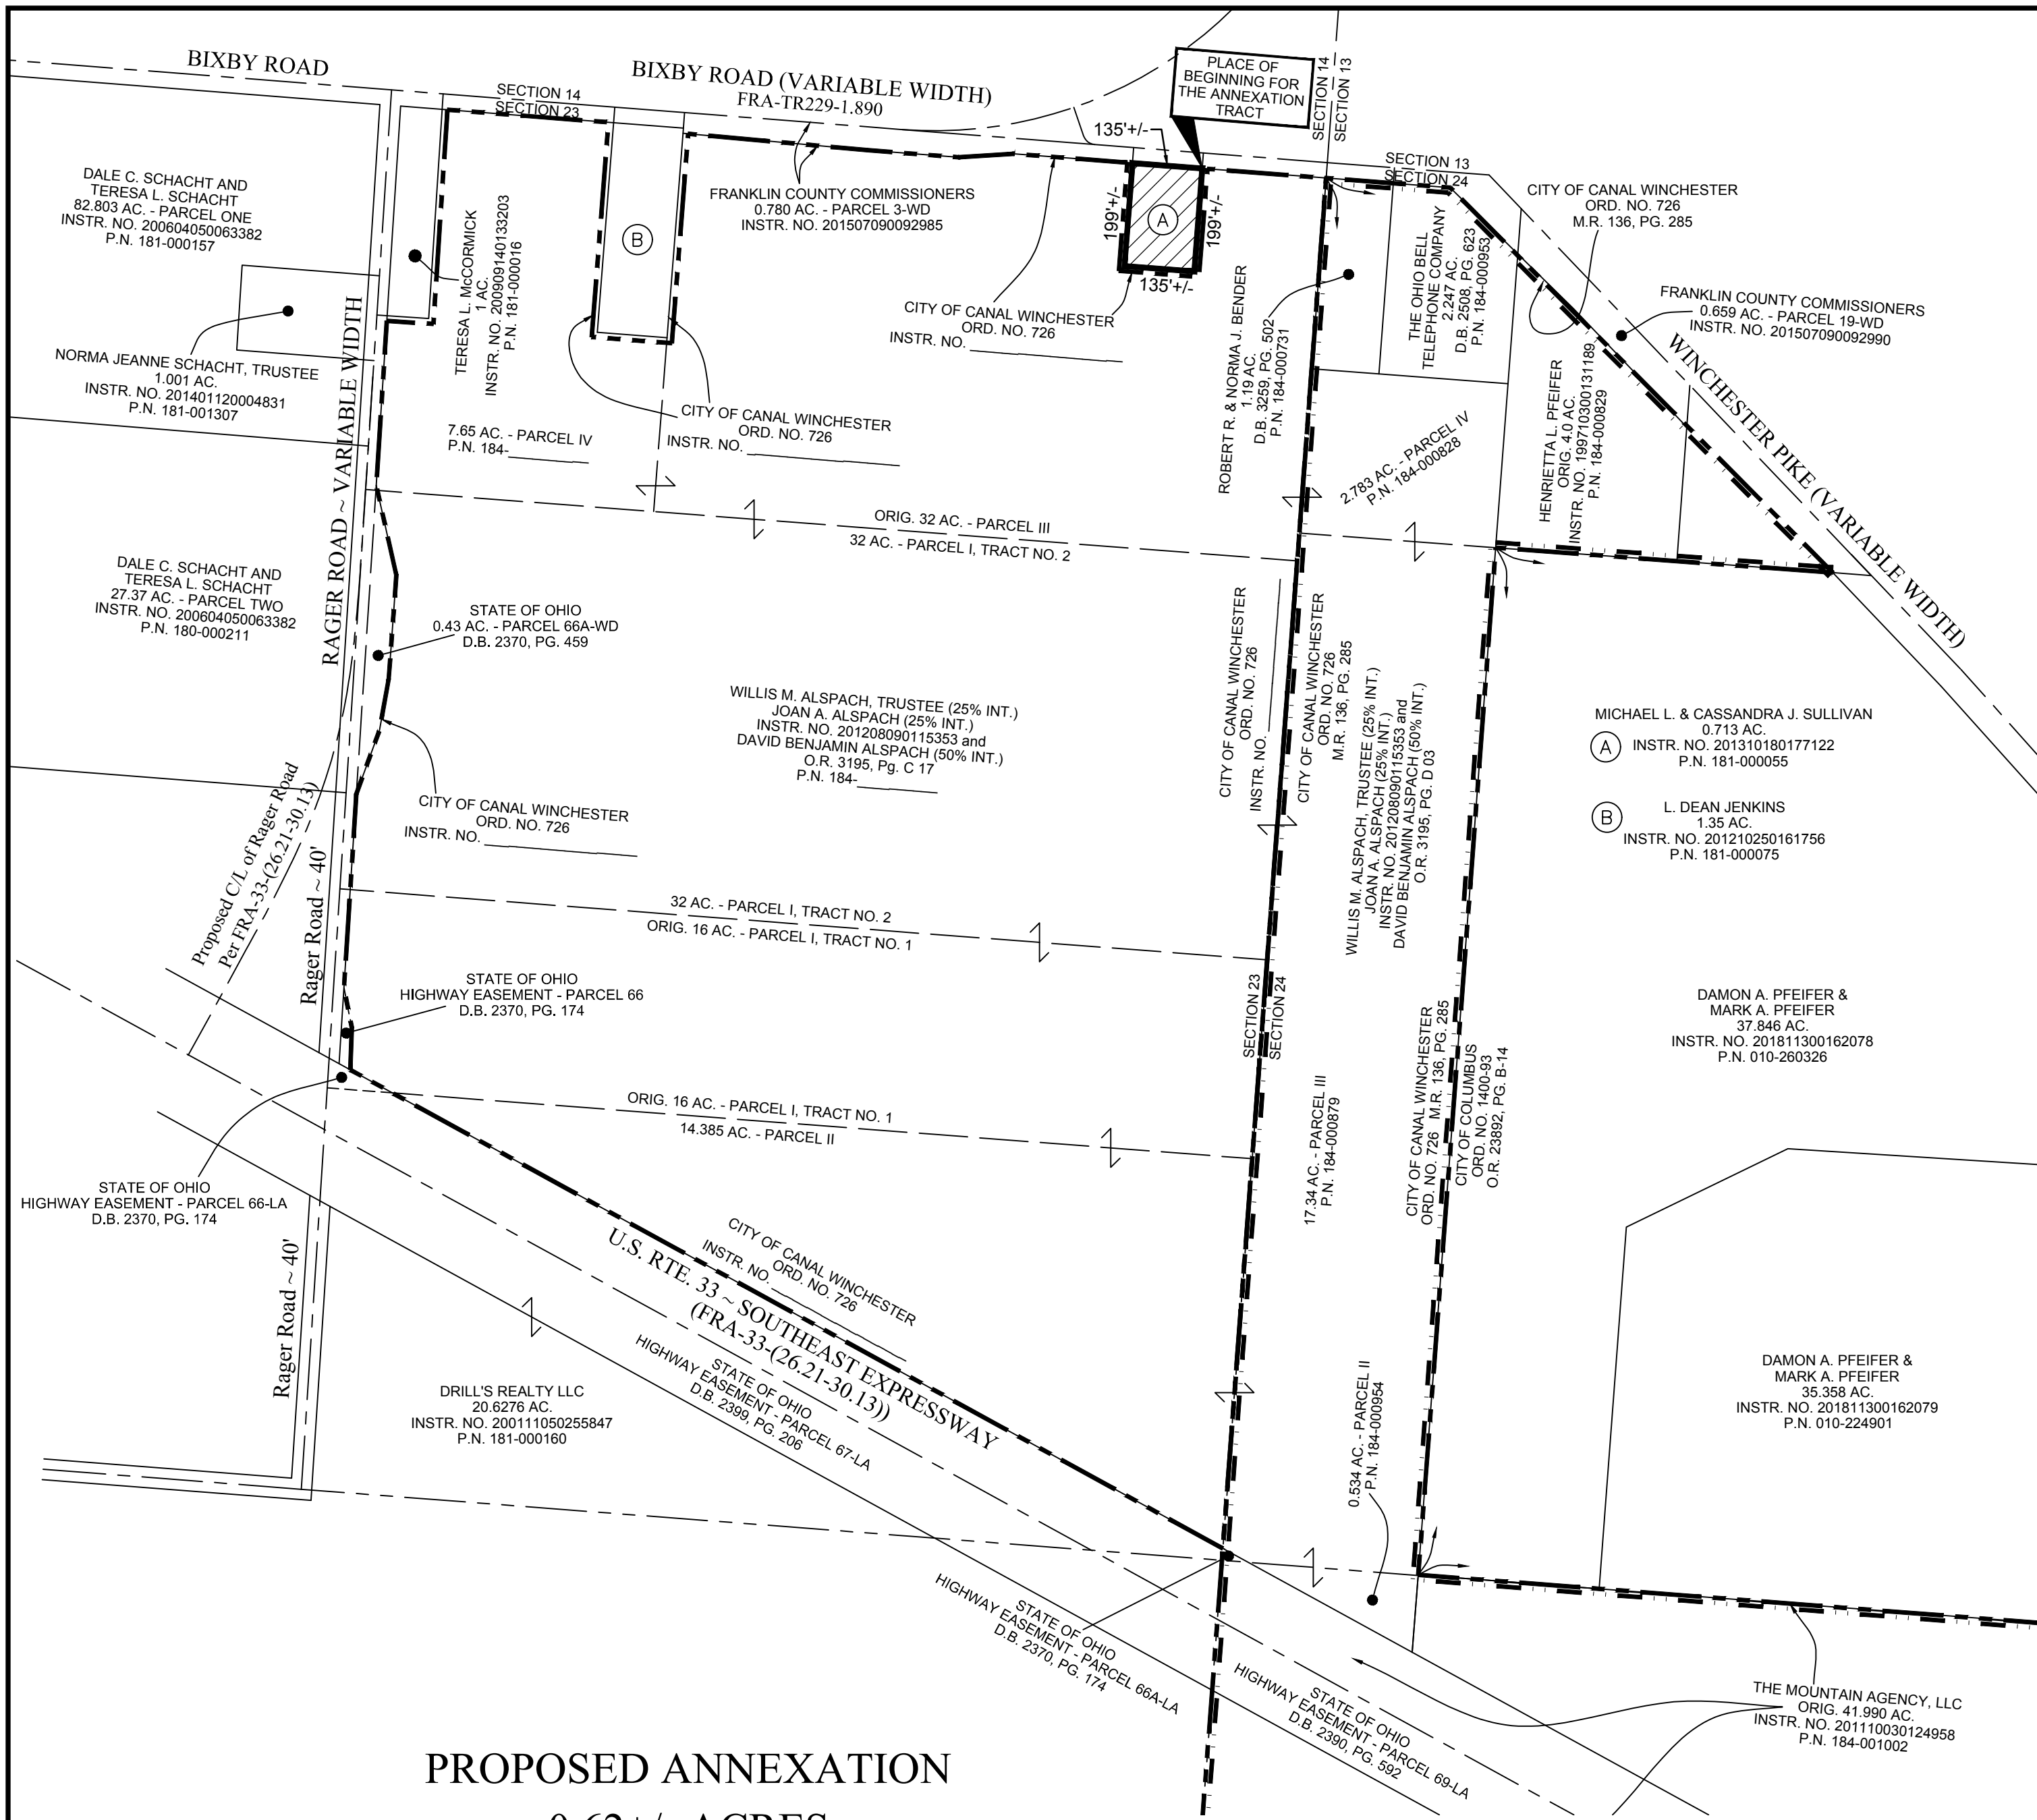 BIXBY ROAD
BIXBY ROAD (VARIABLE WIDTH)
FRA-TR229-1.890
SECTION 14
SECTION 23
PLACE OF
BEGINNING FOR
THE ANNEXATION
TRACT
SECTION 14
SECTION 13
SECTION 13
SECTION 24
135'+/-
199'+/-
A
199'+/-
135'+/-
DALE C. SCHACHT AND
TERESA L. SCHACHT
82.803 AC. - PARCEL ONE
INSTR. NO. 200604050063382
P.N. 181-000157
TERESA L. McCORMICK
1 AC.
INSTR. NO. 200909140133203
P.N. 181-000016
B
FRANKLIN COUNTY COMMISSIONERS
0.780 AC. - PARCEL 3-WD
INSTR. NO. 201507090092985
CITY OF CANAL WINCHESTER
ORD. NO. 726
INSTR. NO.
ROBERT R. & NORMA J. BENDER
1.19 AC.
D.B. 3259, PG. 502
P.N. 184-000731
THE OHIO BELL
TELEPHONE COMPANY
2.247 AC.
D.B. 2508, PG. 623
P.N. 184-000953
CITY OF CANAL WINCHESTER
ORD. NO. 726
M.R. 136, PG. 285
FRANKLIN COUNTY COMMISSIONERS
0.659 AC. - PARCEL 19-WD
INSTR. NO. 201507090092990
WINCHESTER PIKE (VARIABLE WIDTH)
HENRIETTA L. PFEIFER
ORIG. 4.0 AC.
INSTR. NO. 199710300131189
P.N. 184-000829
NORMA JEANNE SCHACHT, TRUSTEE
1.001 AC.
INSTR. NO. 201401120004831
P.N. 181-001307
RAGER ROAD ~ VARIABLE WIDTH
7.65 AC. - PARCEL IV
P.N. 184-
CITY OF CANAL WINCHESTER
ORD. NO. 726
INSTR. NO.
2.783 AC. - PARCEL IV
P.N. 184-000828
ORIG. 32 AC. - PARCEL III
32 AC. - PARCEL I, TRACT NO. 2
DALE C. SCHACHT AND
TERESA L. SCHACHT
27.37 AC. - PARCEL TWO
INSTR. NO. 200604050063382
P.N. 180-000211
STATE OF OHIO
0.43 AC. - PARCEL 66A-WD
D.B. 2370, PG. 459
WILLIS M. ALSPACH, TRUSTEE (25% INT.)
JOAN A. ALSPACH (25% INT.)
INSTR. NO. 201208090115353 and
DAVID BENJAMIN ALSPACH (50% INT.)
O.R. 3195, Pg. C 17
P.N. 184-
CITY OF CANAL WINCHESTER
ORD. NO. 726
INSTR. NO.
CITY OF CANAL WINCHESTER
ORD. NO. 726
M.R. 136, PG. 285
WILLIS M. ALSPACH, TRUSTEE (25% INT.)
JOAN A. ALSPACH (25% INT.)
INSTR. NO. 201208090115353 and
DAVID BENJAMIN ALSPACH (50% INT.)
O.R. 3195, PG. D 03
MICHAEL L. & CASSANDRA J. SULLIVAN
0.713 AC.
A INSTR. NO. 201310180177122
P.N. 181-000055
L. DEAN JENKINS
B 1.35 AC.
INSTR. NO. 201210250161756
P.N. 181-000075
Proposed C/L of Rager Road
Per FRA-33-(26.21-30.13)
CITY OF CANAL WINCHESTER
ORD. NO. 726
INSTR. NO.
Rager Road ~ 40'
32 AC. - PARCEL I, TRACT NO. 2
ORIG. 16 AC. - PARCEL I, TRACT NO. 1
STATE OF OHIO
HIGHWAY EASEMENT - PARCEL 66
D.B. 2370, PG. 174
SECTION 23
SECTION 24
DAMON A. PFEIFER &
MARK A. PFEIFER
37.846 AC.
INSTR. NO. 201811300162078
P.N. 010-260326
CITY OF CANAL WINCHESTER
ORD. NO. 726 M.R. 136, PG. 285
CITY OF COLUMBUS
ORD. NO. 1400-93
O.R. 23892, PG. B-14
ORIG. 16 AC. - PARCEL I, TRACT NO. 1
14.385 AC. - PARCEL II
17.34 AC. - PARCEL III
P.N. 184-000879
STATE OF OHIO
HIGHWAY EASEMENT - PARCEL 66-LA
D.B. 2370, PG. 174
Rager Road ~ 40'
CITY OF CANAL WINCHESTER
ORD. NO. 726
INSTR. NO.
U.S. RTE. 33 ~ SOUTHEAST EXPRESSWAY
(FRA-33-(26.21-30.13))
STATE OF OHIO
HIGHWAY EASEMENT - PARCEL 67-LA
D.B. 2399, PG. 206
DRILL'S REALTY LLC
20.6276 AC.
INSTR. NO. 200111050255847
P.N. 181-000160
0.534 AC. - PARCEL II
P.N. 184-000954
DAMON A. PFEIFER &
MARK A. PFEIFER
35.358 AC.
INSTR. NO. 201811300162079
P.N. 010-224901
STATE OF OHIO
HIGHWAY EASEMENT - PARCEL 66A-LA
D.B. 2370, PG. 174
STATE OF OHIO
HIGHWAY EASEMENT - PARCEL 69-LA
D.B. 2390, PG. 592
THE MOUNTAIN AGENCY, LLC
ORIG. 41.990 AC.
INSTR. NO. 201110030124958
P.N. 184-001002
PROPOSED ANNEXATION
0.62+/- ACRES